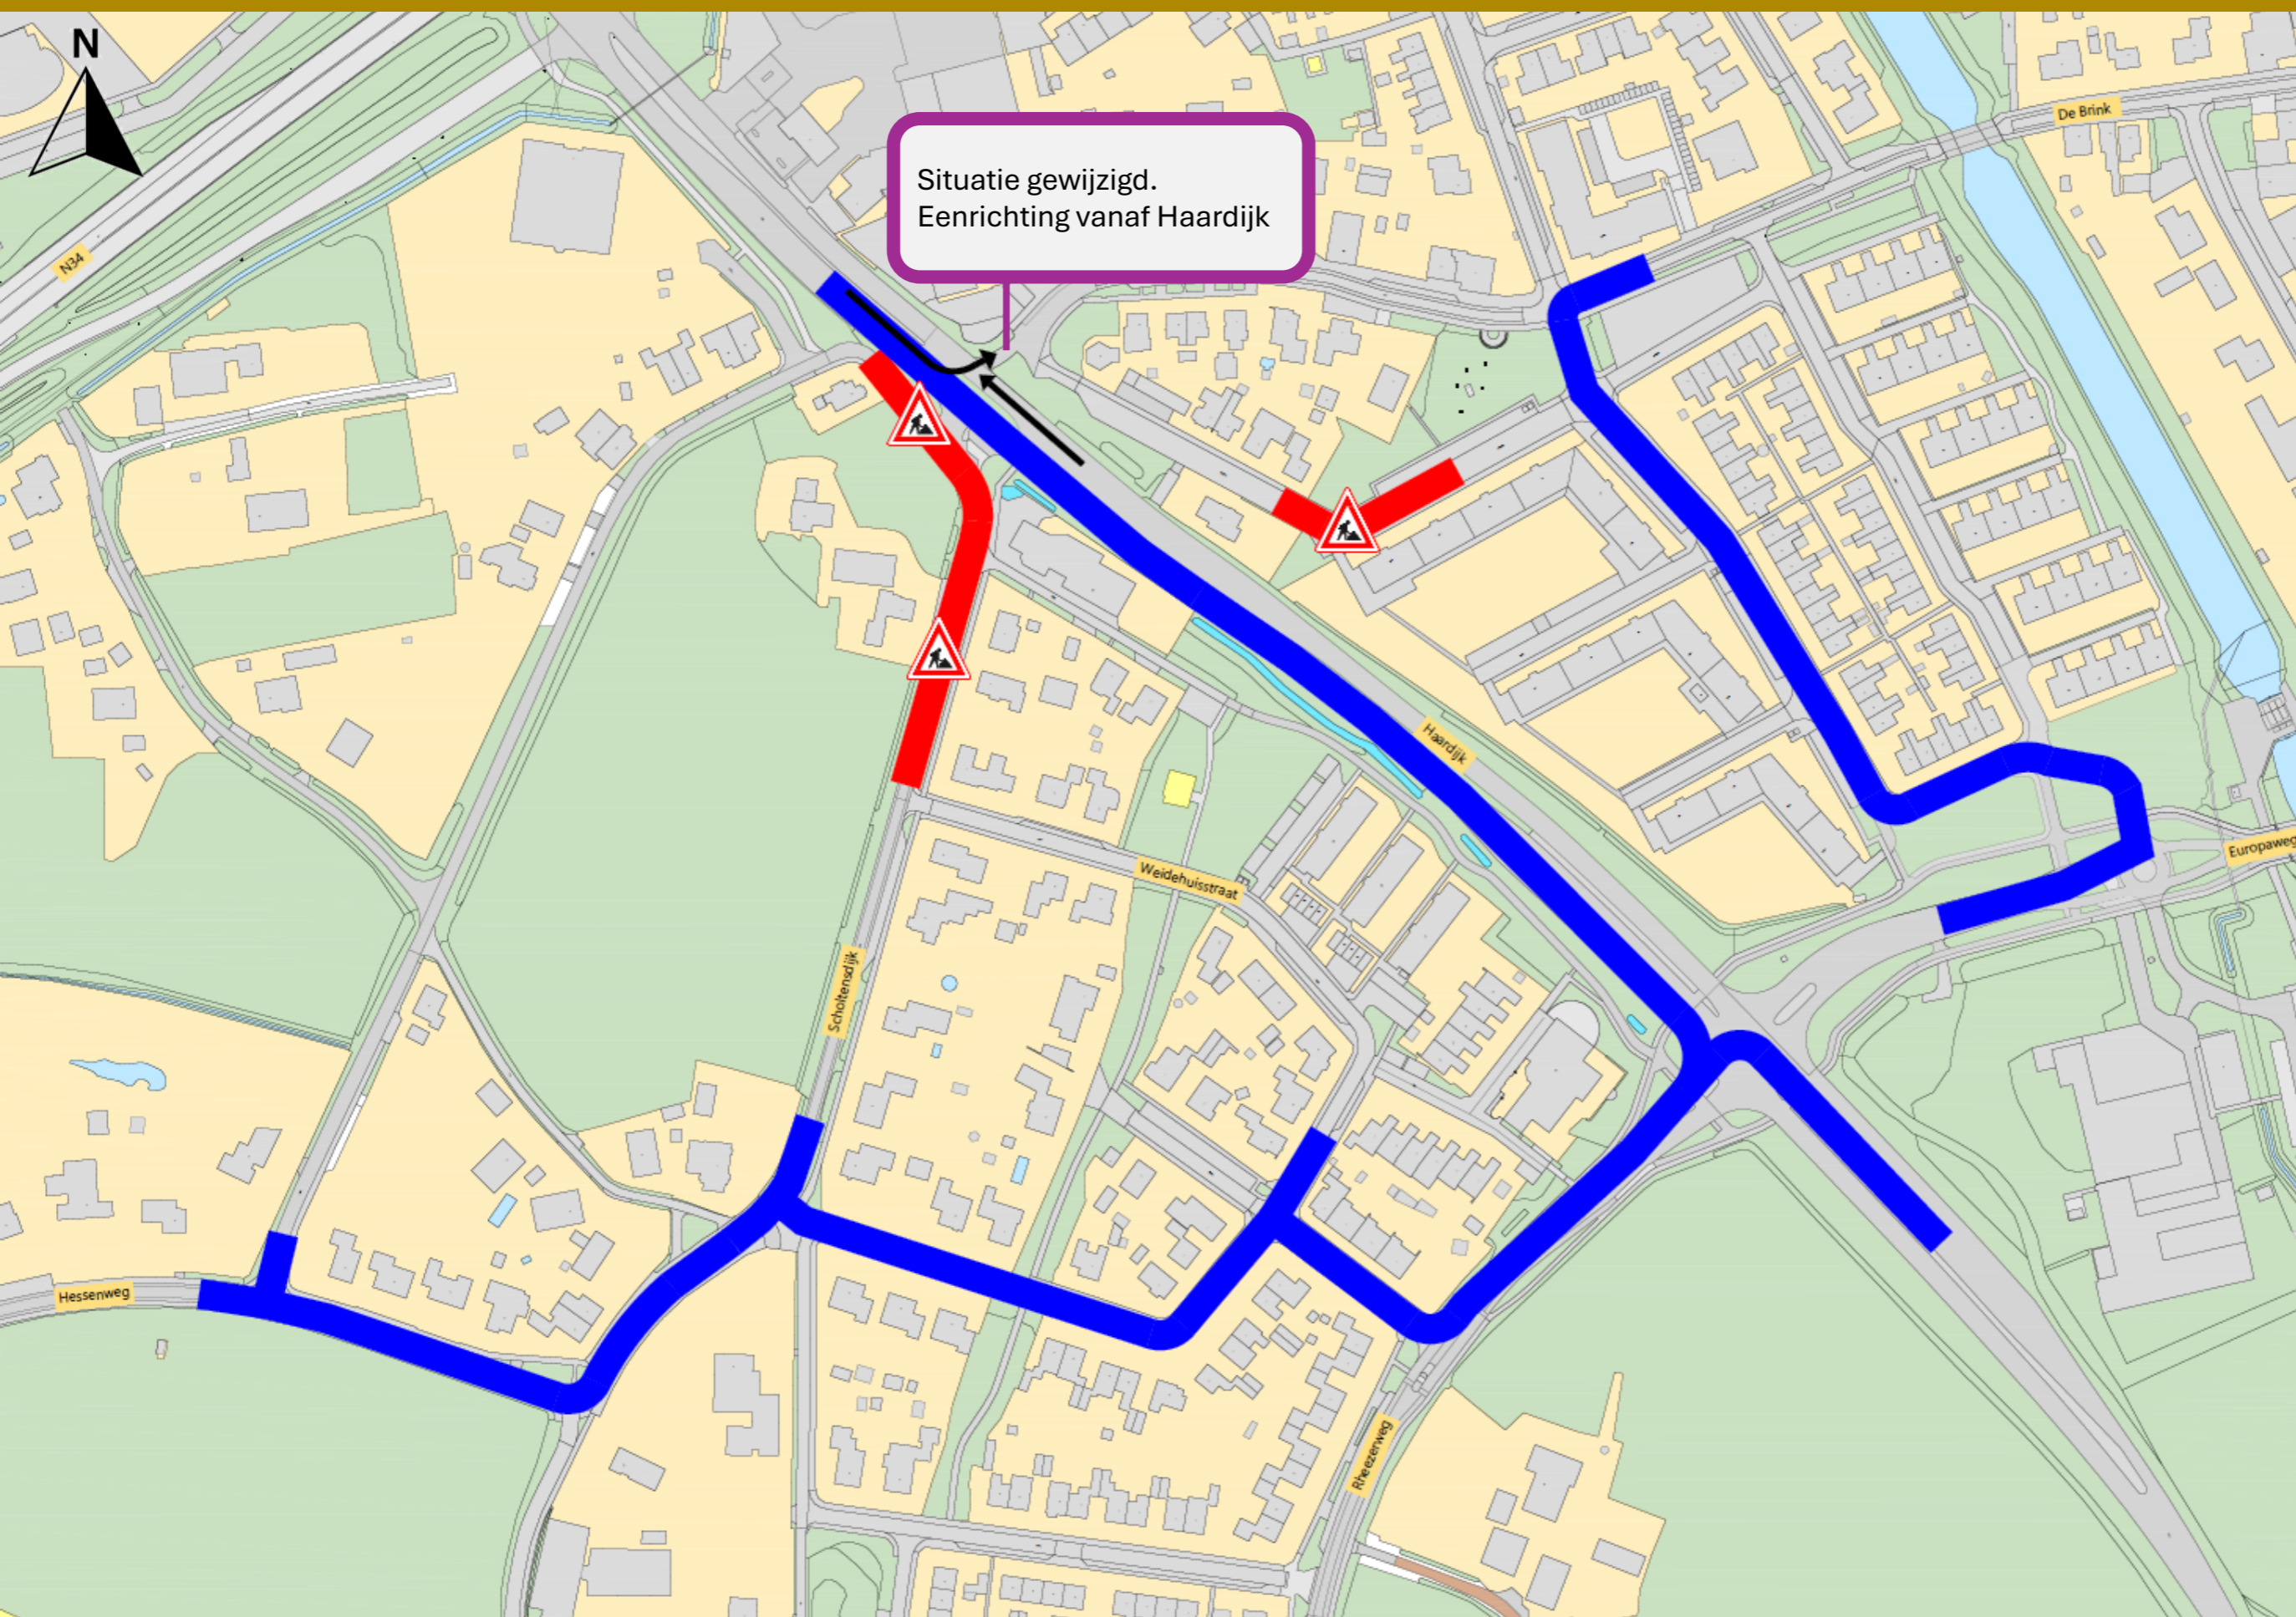 N
De Brink
Situatie gewijzigd.
Eenrichting vanaf Haardijk
N34
Haardijk
Europaweg
Weidehuisstraat
Scholtensdijk
Hessenweg
Rheezerweg